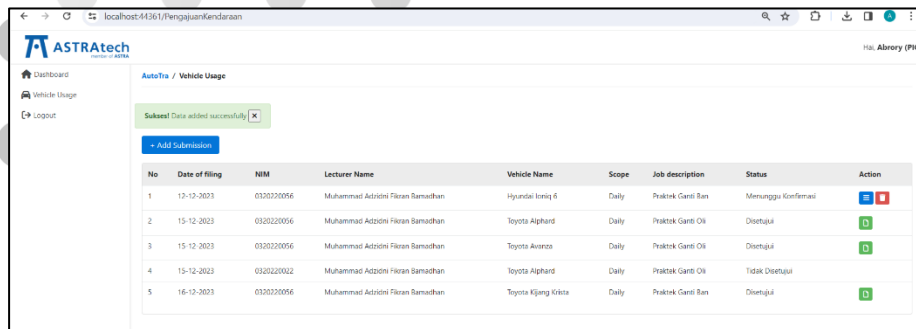 localhost:44361/PengajuanKendaraan
ASTRAtech
member of ASTRA
Hai, Abrory (PIC
Dashboard
AutoTra / Vehicle Usage
Vehicle Usage
Logout
Sukses! Data added successfully
+ Add Submission
No Date of filing NIM Lecturer Name Vehicle Name Scope Job description Status Action
1 12-12-2023 0320220056 Muhammad Adzidni Fikran Bamadhan Hyundai Ioniq 6 Daily Praktek Ganti Ban Menunggu Konfirmasi
2 15-12-2023 0320220056 Muhammad Adzidni Fikran Bamadhan Toyota Alphard Daily Praktek Ganti Oli Disetujui
3 15-12-2023 0320220056 Muhammad Adzidni Fikran Bamadhan Toyota Avanza Daily Praktek Ganti Oli Disetujui
4 15-12-2023 0320220022 Muhammad Adzidni Fikran Bamadhan Toyota Alphard Daily Praktek Ganti Oli Tidak Disetujui
5 16-12-2023 0320220056 Muhammad Adzidni Fikran Bamadhan Toyota Kijang Krista Daily Praktek Ganti Ban Disetujui